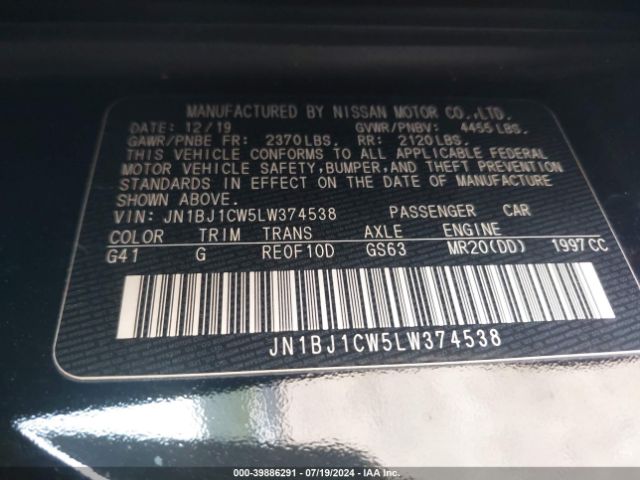 MANUFACTURED BY NISSAN MOTOR CO.,LTD.
DATE: 12/19 GVWR/PNBV: 4455 LBS.
GAWR/PNBE FR: 2370 LBS. RR: 2120 LBS.
THIS VEHICLE CONFORMS TO ALL APPLICABLE FEDERAL
MOTOR VEHICLE SAFETY, BUMPER, AND THEFT PREVENTION
STANDARDS IN EFFECT ON THE DATE OF MANUFACTURE
SHOWN ABOVE.
VIN: JN1BJ1CW5LW374538 PASSENGER CAR
COLOR TRIM TRANS AXLE ENGINE
G41 G RE0F10D GS63 MR20(DD) 1997CC
JN1BJ1CW5LW374538
000-39886291 - 07/19/2024 - IAA Inc.